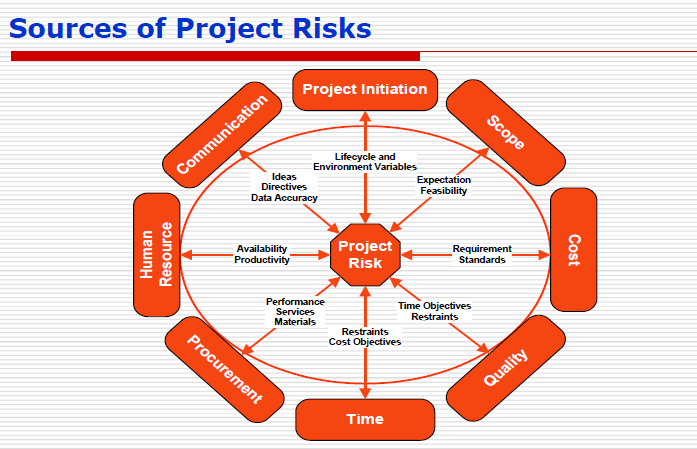 Sources of Project Risks
Project Initiation
Communication
Scope
Lifecycle and
Environment Variables
Ideas
Directives
Data Accuracy
Expectation
Feasibility
Human
Resource
Availability
Productivity
Project
Risk
Requirement
Standards
Cost
Performance
Services
Materials
Time Objectives
Restraints
Restraints
Cost Objectives
Procurement
Quality
Time